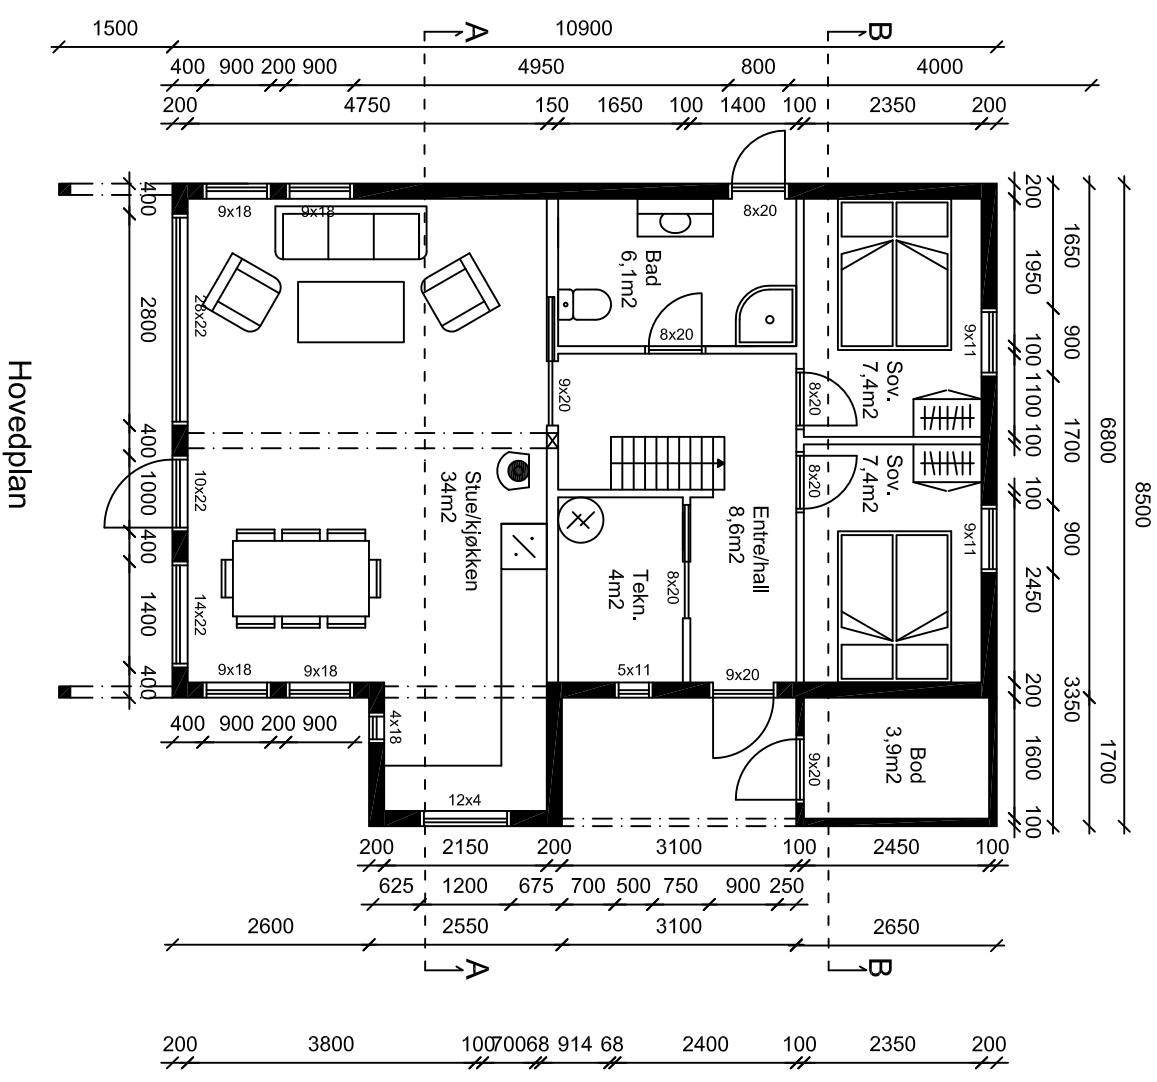 1500
A
10900
B
400 900 200 900
4950
800
4000
200
4750
150 1650 100 1400 100 2350 200
400
2800
400
1000
400
1400
400
9x18
9x18
28x22
10x22
14x22
9x18
9x18
8x20
Bad
6,1m2
8x20
9x20
Sov.
7,4m2
9x11
8x20
Sov.
7,4m2
9x11
8x20
Stue/kjøkken
34m2
Entre/hall
8,6m2
Tekn.
4m2
8x20
5x11
9x20
4x18
12x4
Bod
3,9m2
9x20
Hovedplan
200
1950
100
1100
100
100
2450
200
1600
100
1650
900
1700
900
3350
6800
1700
8500
400 900 200 900
200 2150 200 3100 100 2450 100
625 1200 675 700 500 750 900 250
2600 2550 3100 2650
A
B
200 3800 100 700 68 914 68 2400 100 2350 200